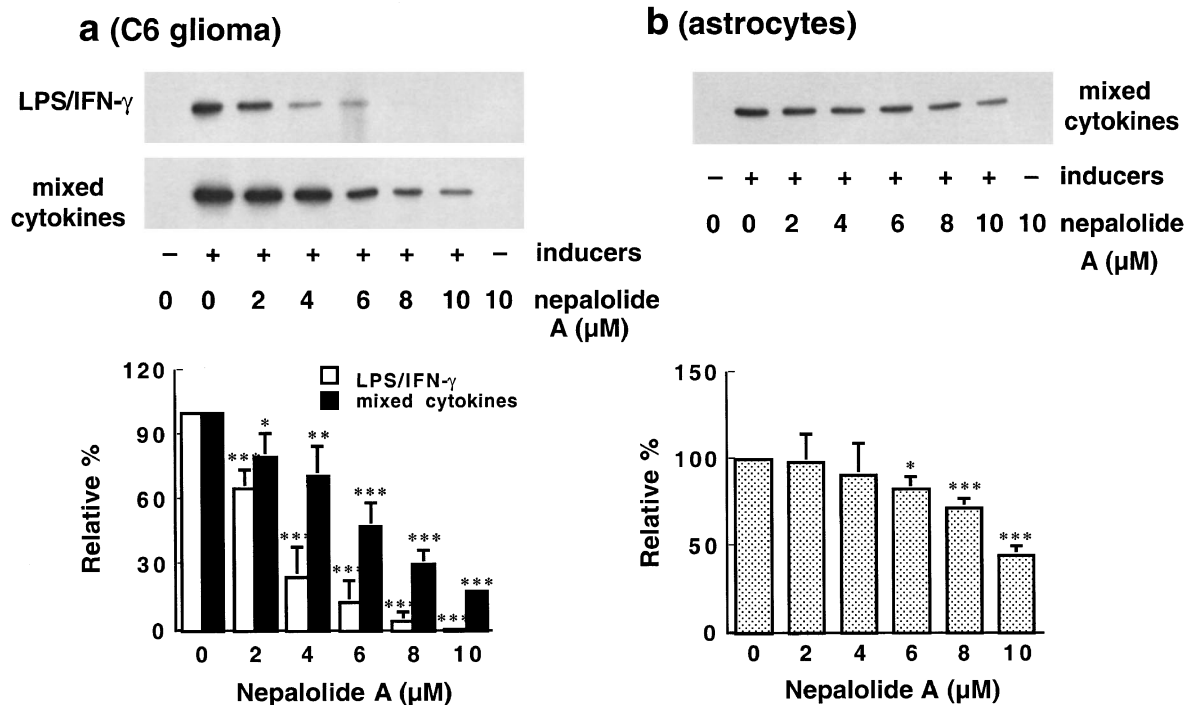 a (C6 glioma)
LPS/IFN-γ
mixed
cytokines
− + + + + + + − inducers
0 0 2 4 6 8 10 10 nepalolide
A (µM)
120
90
60
30
0
Relative %
LPS/IFN-γ
mixed cytokines
*** * *** ** *** *** *** *** *** ***
0 2 4 6 8 10
Nepalolide A (µM)
b (astrocytes)
mixed
cytokines
− + + + + + + − inducers
0 0 2 4 6 8 10 10 nepalolide
A (µM)
150
100
50
0
Relative %
* *** ***
0 2 4 6 8 10
Nepalolide A (µM)